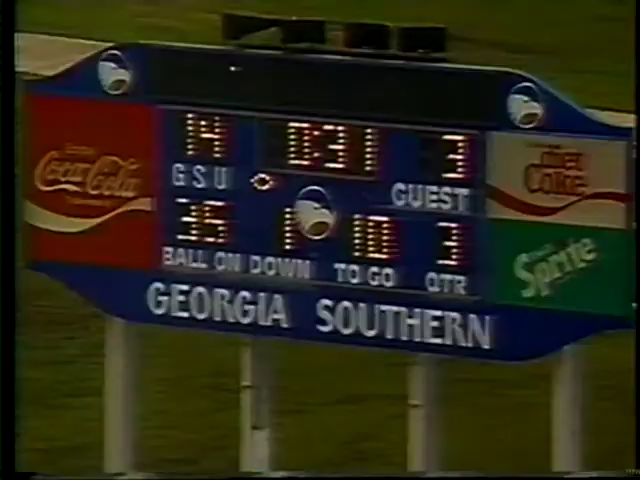 14 0:31 3
Coca-Cola
diet Coke
GSU GUEST
35 1 10 3
Sprite
BALL ON DOWN TO GO QTR
GEORGIA SOUTHERN